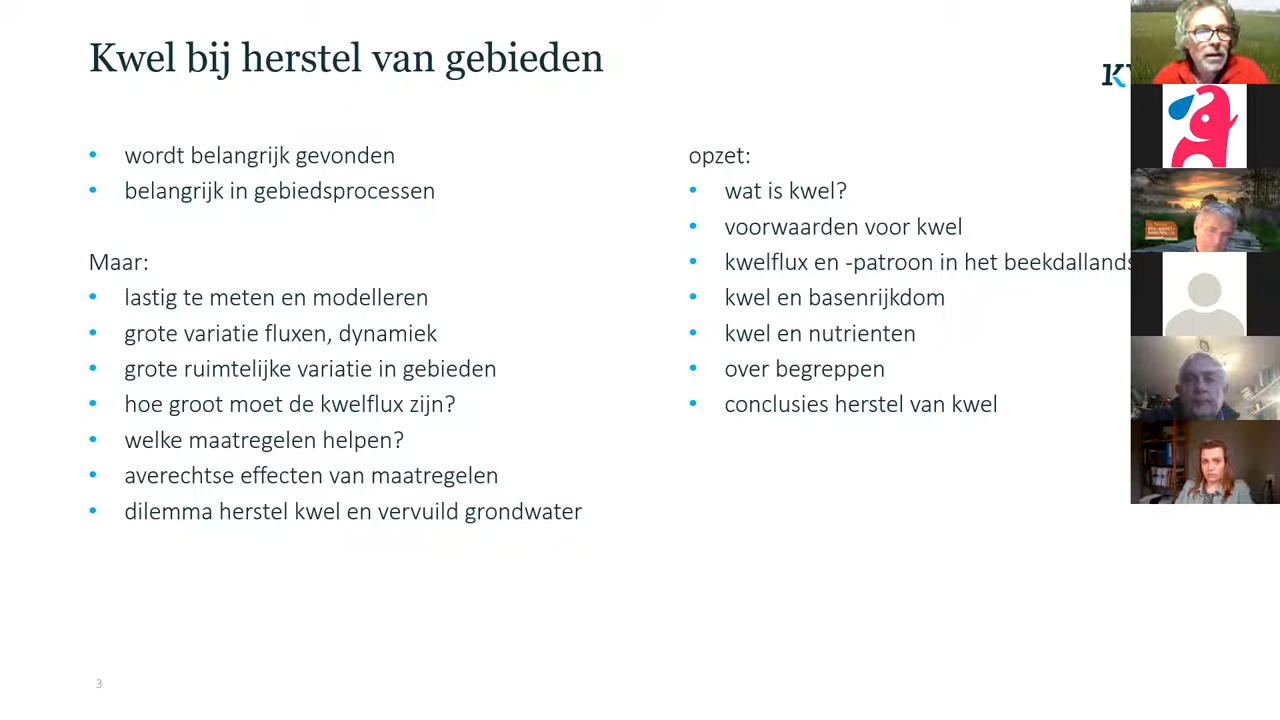 Kwel bij herstel van gebieden
wordt belangrijk gevonden
belangrijk in gebiedsprocessen
Maar:
lastig te meten en modelleren
grote variatie fluxen, dynamiek
grote ruimtelijke variatie in gebieden
hoe groot moet de kwelflux zijn?
welke maatregelen helpen?
averechtse effecten van maatregelen
dilemma herstel kwel en vervuild grondwater
opzet:
wat is kwel?
voorwaarden voor kwel
kwelflux en -patroon in het beekdallands
kwel en basenrijkdom
kwel en nutrienten
over begreppen
conclusies herstel van kwel
3